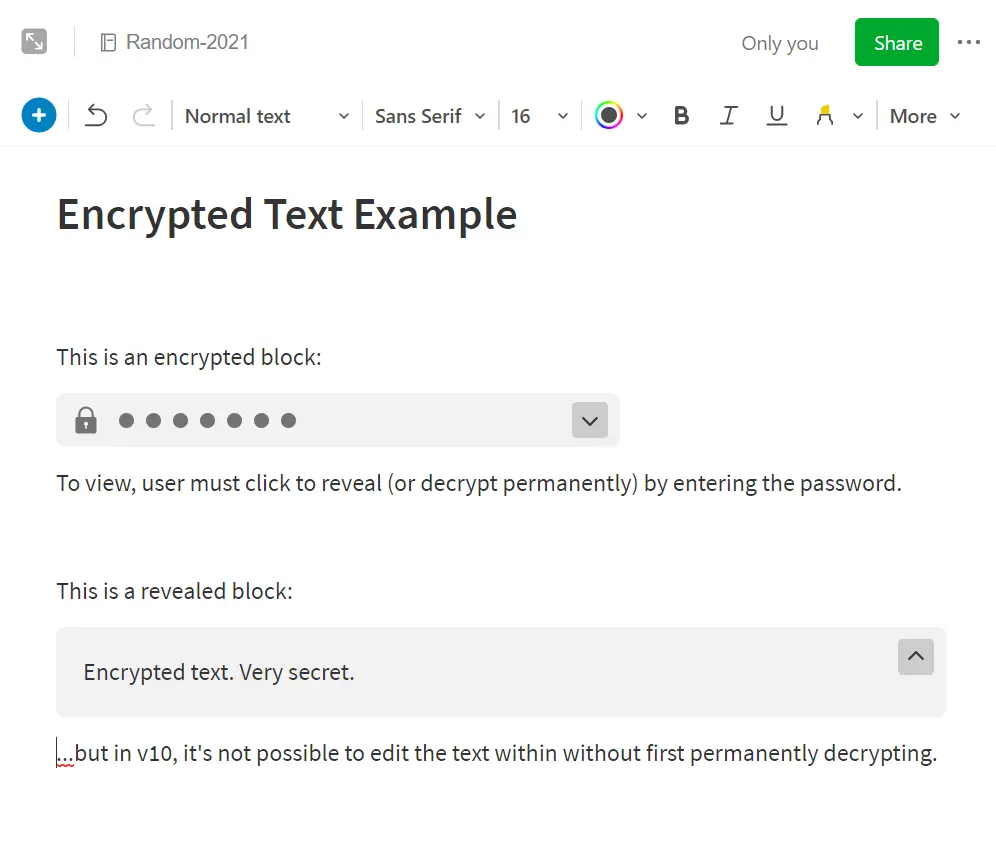 Random-2021
Only you
Share
Normal text
Sans Serif
16
B
I
U
More
Encrypted Text Example
This is an encrypted block:
To view, user must click to reveal (or decrypt permanently) by entering the password.
This is a revealed block:
Encrypted text. Very secret.
...but in v10, it's not possible to edit the text within without first permanently decrypting.